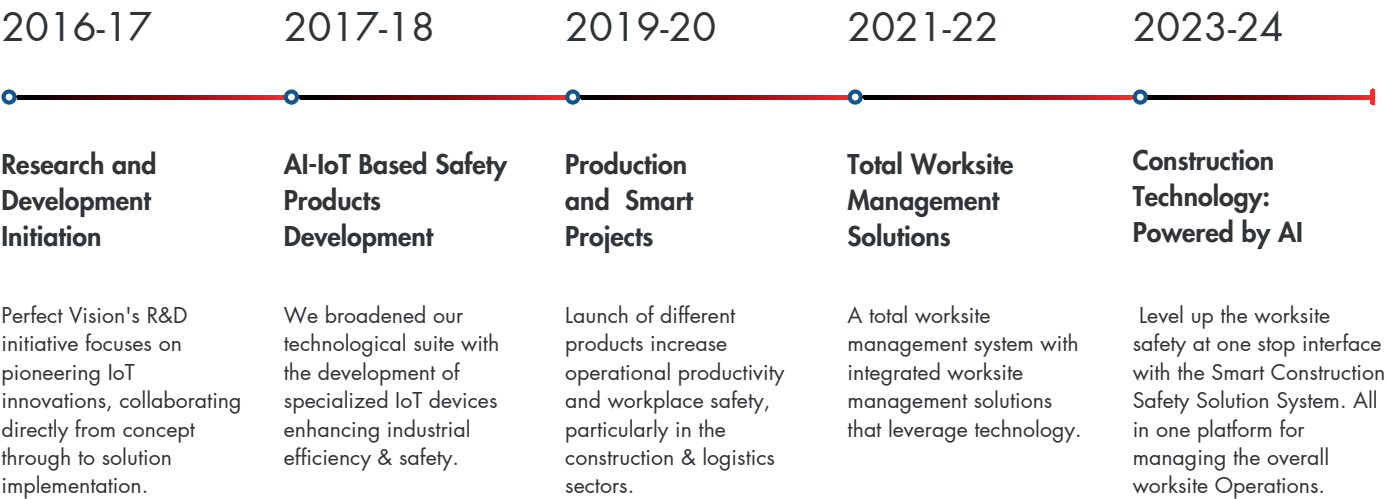 2016-17
Research and
Development
Initiation
Perfect Vision's R&D
initiative focuses on
pioneering IoT
innovations, collaborating
directly from concept
through to solution
implementation.
2017-18
AI-IoT Based Safety
Products
Development
We broadened our
technological suite with
the development of
specialized IoT devices
enhancing industrial
efficiency & safety.
2019-20
Production
and Smart
Projects
Launch of different
products increase
operational productivity
and workplace safety,
particularly in the
construction & logistics
sectors.
2021-22
Total Worksite
Management
Solutions
A total worksite
management system with
integrated worksite
management solutions
that leverage technology.
2023-24
Construction
Technology:
Powered by AI
Level up the worksite
safety at one stop interface
with the Smart Construction
Safety Solution System. All
in one platform for
managing the overall
worksite Operations.